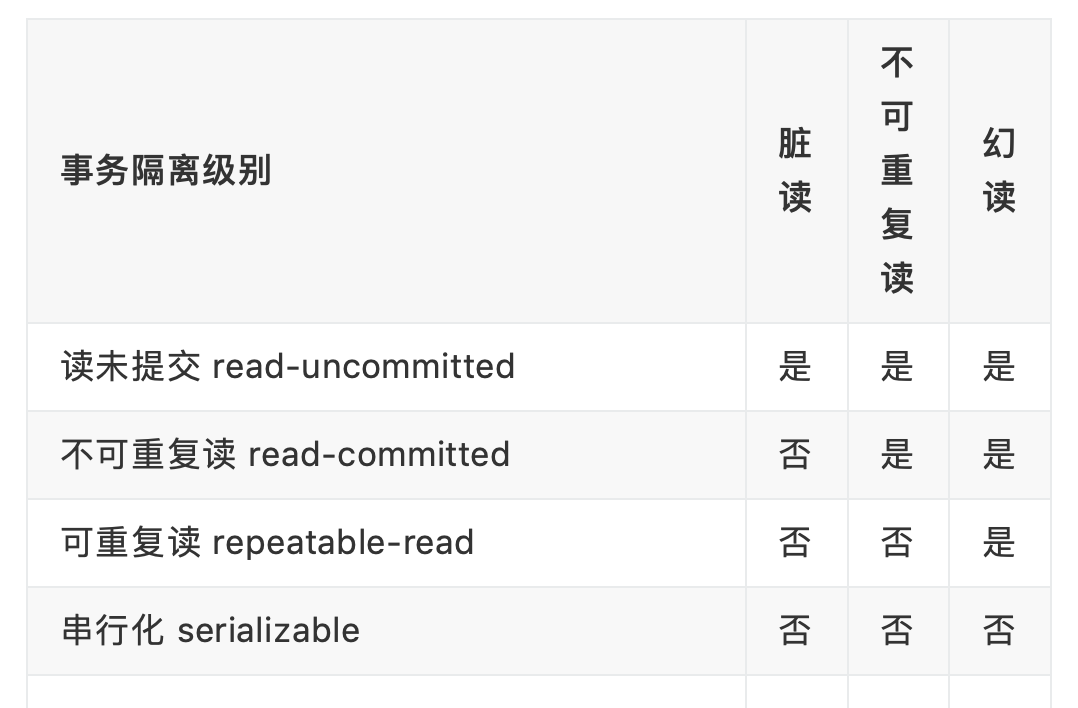 事务隔离级别 脏读 不可重复读 幻读
读未提交 read-uncommitted 是 是 是
不可重复读 read-committed 否 是 是
可重复读 repeatable-read 否 否 是
串行化 serializable 否 否 否